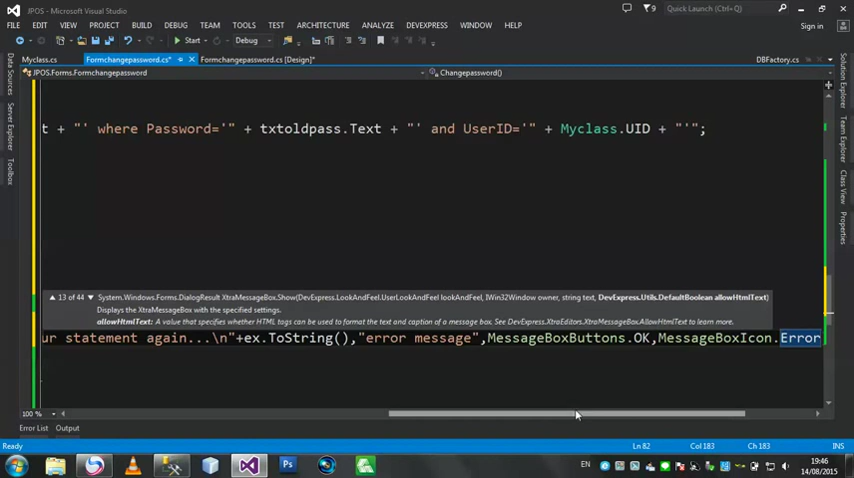 JPOS - Microsoft Visual Studio
9
Quick Launch (Ctrl+Q)
FILE EDIT VIEW PROJECT BUILD DEBUG TEAM TOOLS TEST ARCHITECTURE ANALYZE DEVEXPRESS WINDOW HELP
Sign in
Start Debug
Myclass.cs Formchangepassword.cs* Formchangepassword.cs [Design]* DBFactory.cs
JPOS.Forms.Formchangepassword Changepassword()
Data Sources
Server Explorer
Toolbox
Solution Explorer
Team Explorer
Class View
Properties
t + "' where Password='" + txtoldpass.Text + "' and UserID='" + Myclass.UID + "'";
13 of 44 System.Windows.Forms.DialogResult XtraMessageBox.Show(DevExpress.LookAndFeel.UserLookAndFeel lookAndFeel, IWin32Window owner, string text, DevExpress.Utils.DefaultBoolean allowHtmlText)
Displays the XtraMessageBox with the specified settings.
allowHtmlText: A value that specifies whether HTML tags can be used to format the text and caption of a message box. See DevExpress.XtraEditors.XtraMessageBox.AllowHtmlText to learn more.
ur statement again...\n"+ex.ToString(),"error message",MessageBoxButtons.OK,MessageBoxIcon.Error
100 %
Error List Output
Ready Ln 82 Col 183 Ch 183 INS
EN
19:46
14/08/2015